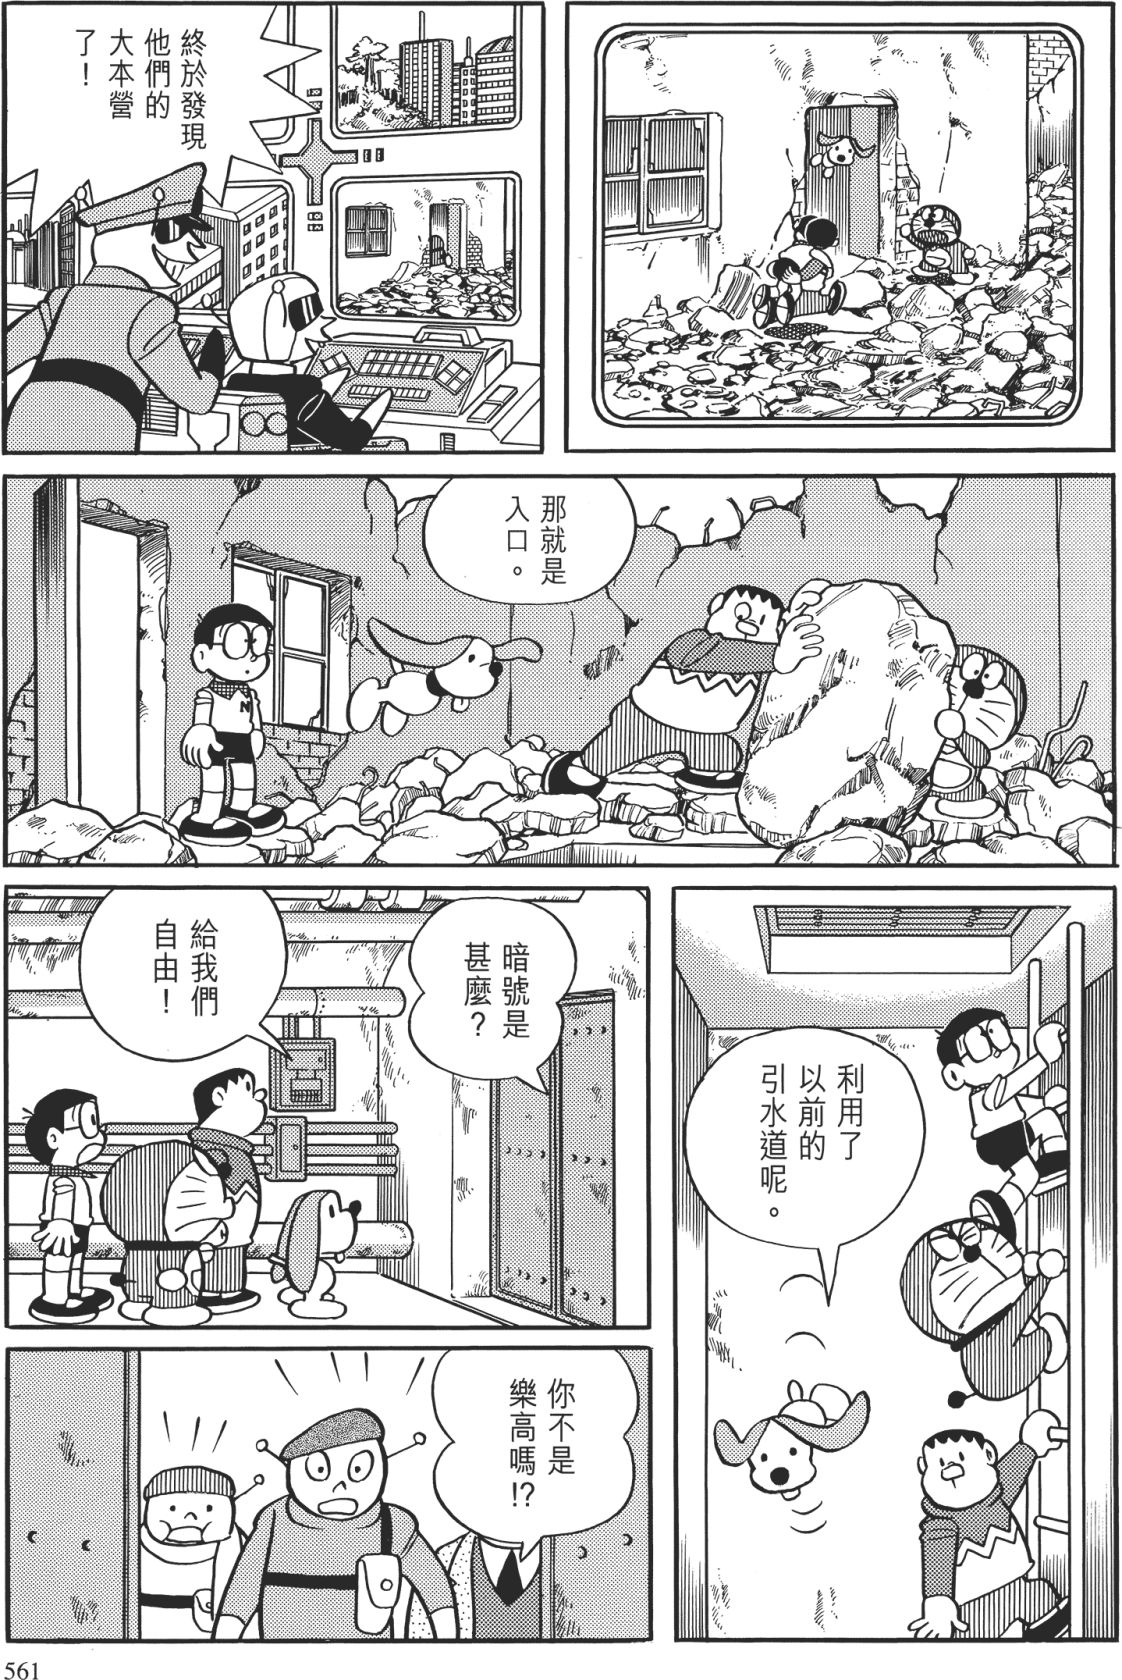 終於發現
他們的
大本營
了！
那就是
入口。
利用了
以前的
引水道呢。
暗號是
甚麼？
給我們
自由！
你不是
樂高嗎!?
N
561